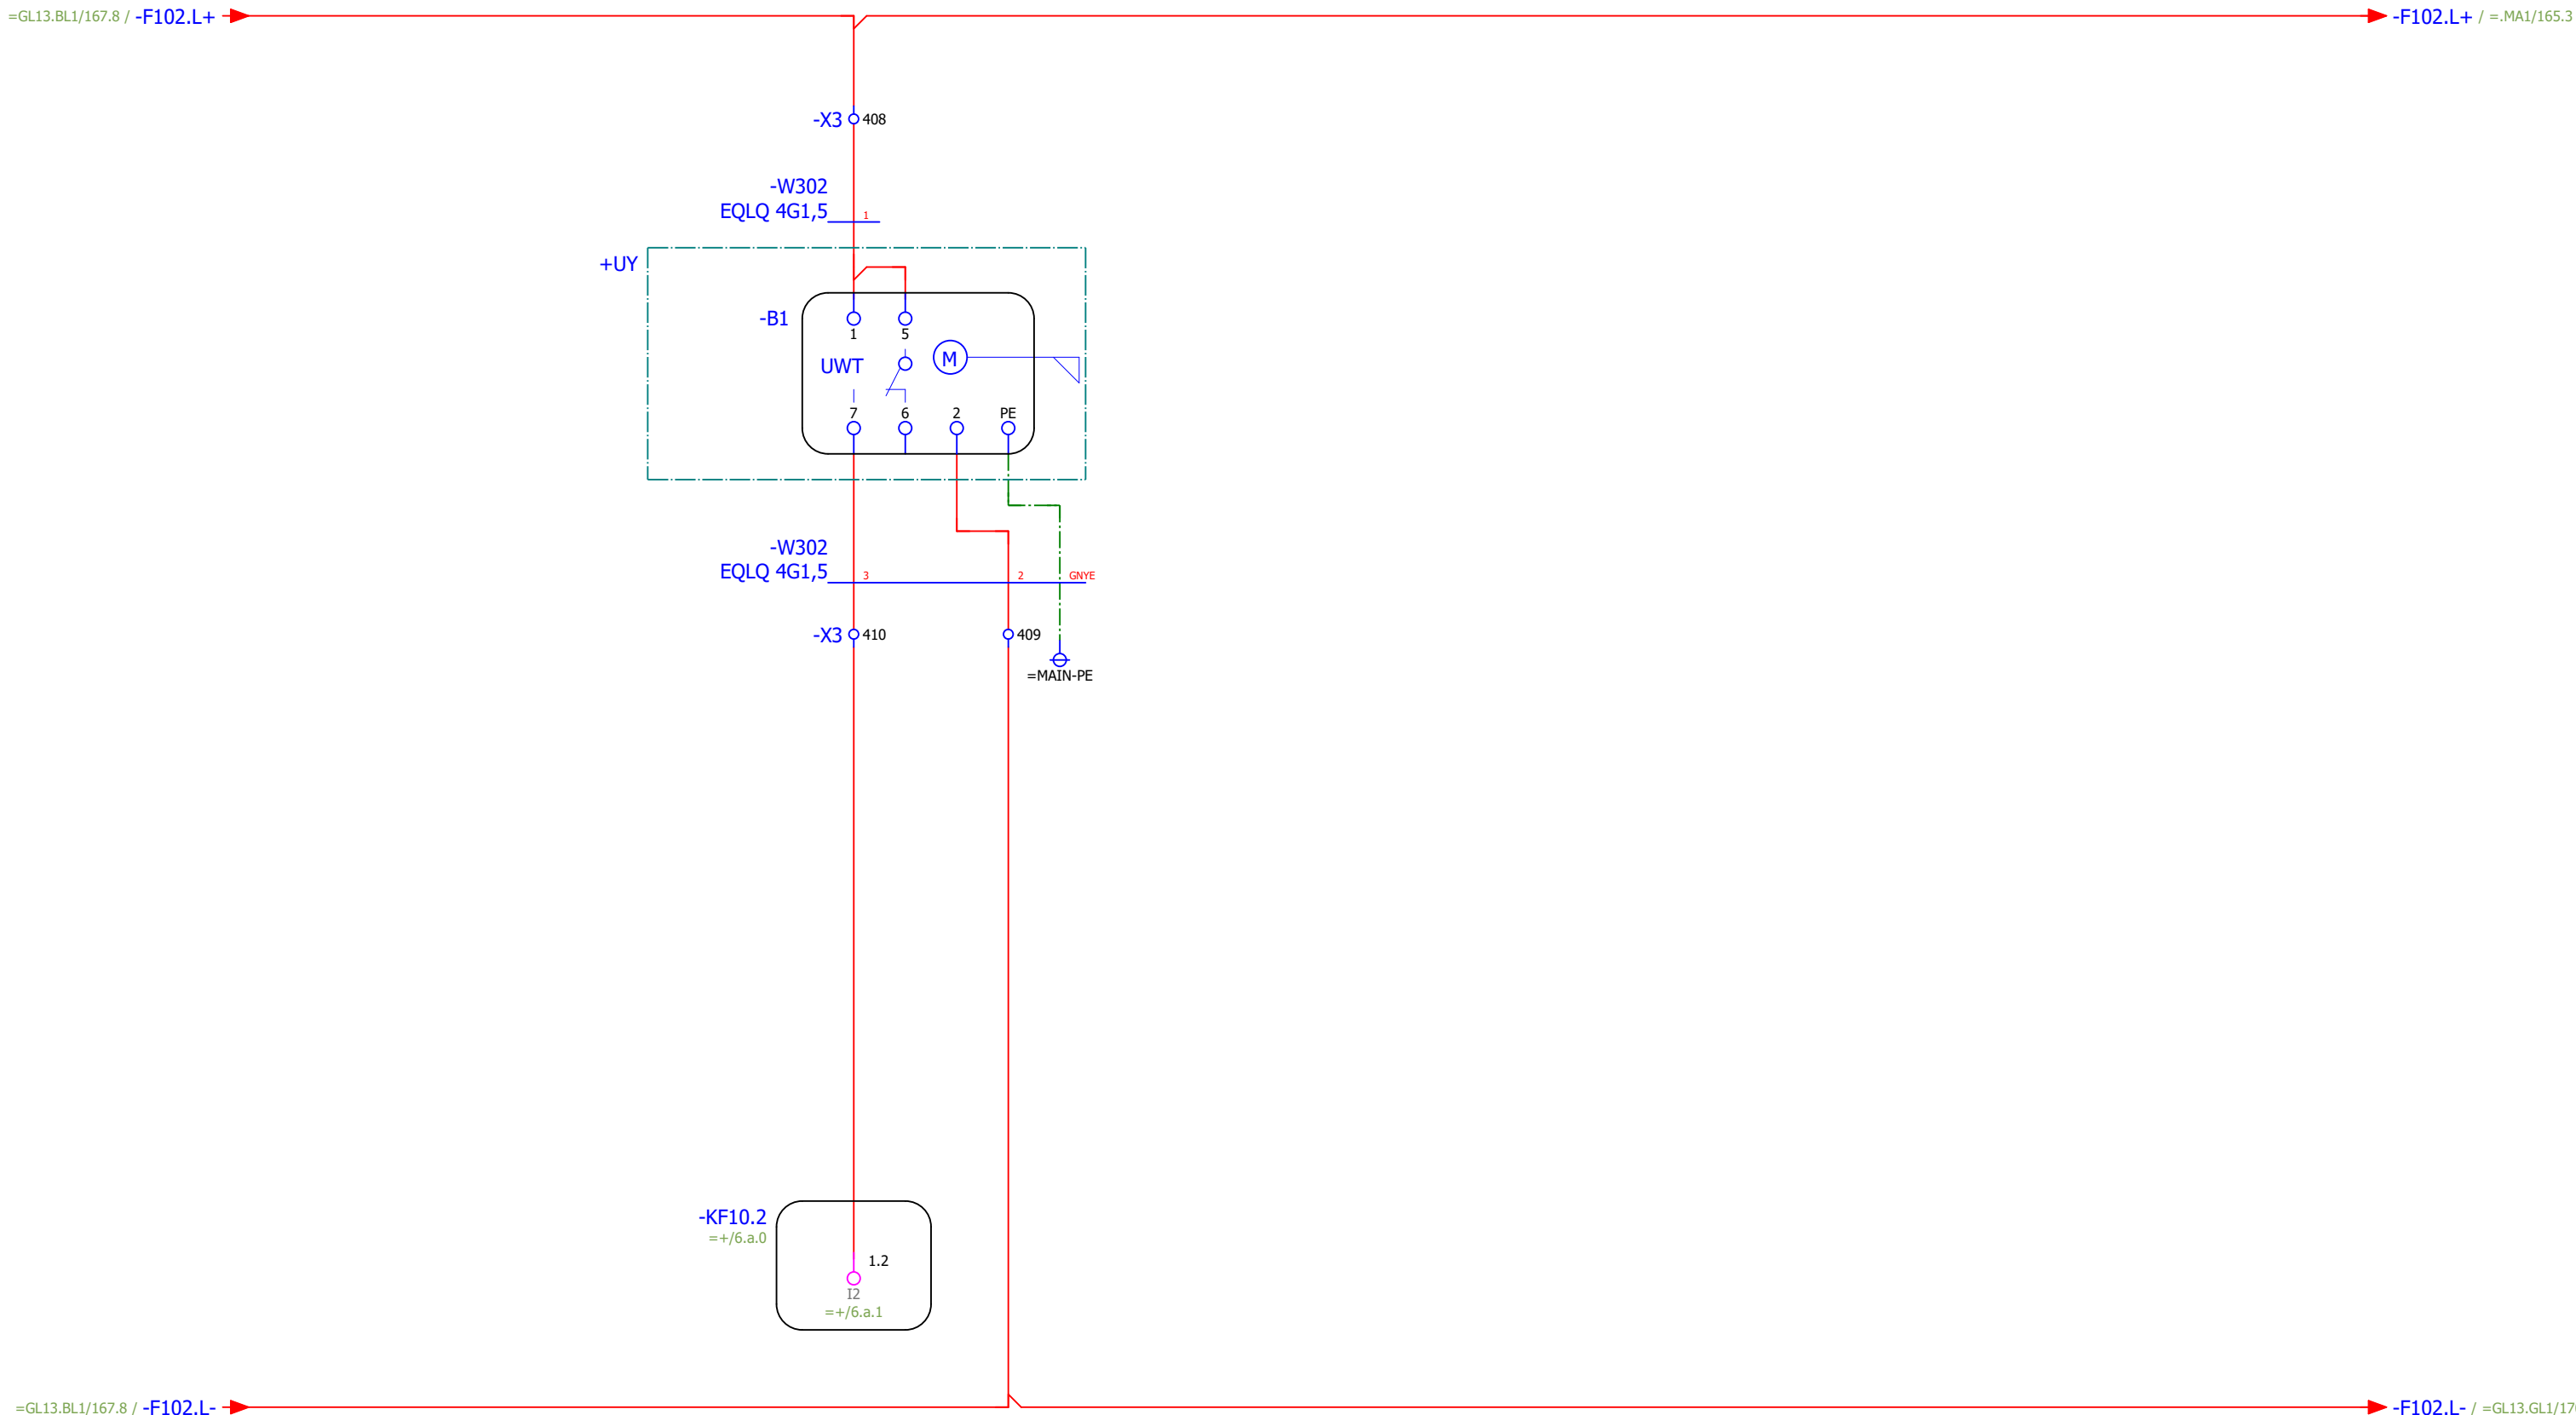 =GL13.BL1/167.8 / -F102.L+
-F102.L+ / =.MA1/165.3
-X3 408
-W302
EQLQ 4G1,5 1
+UY
-B1
1 5
UWT M
7 6 2 PE
-W302
EQLQ 4G1,5 3 2 GNYE
-X3 410 409
=MAIN-PE
-KF10.2
=+/6.a.0
1.2
I2
=+/6.a.1
=GL13.BL1/167.8 / -F102.L-
-F102.L- / =GL13.GL1/17